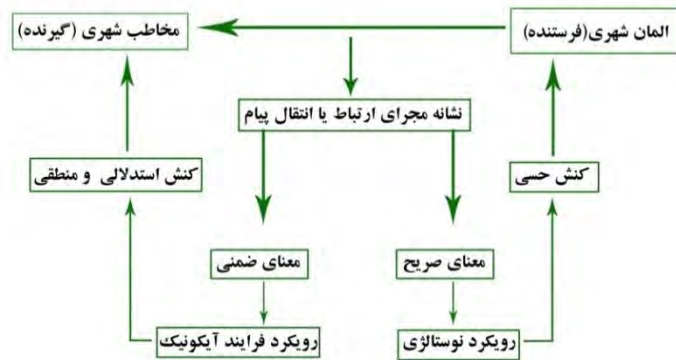 المان شهری(فرستنده)
مخاطب شهری (گیرنده)
نشانه مجرای ارتباط یا انتقال پیام
کنش حسی
کنش استدلالی و منطقی
معنای صریح
معنای ضمنی
رویکرد نوستالژی
رویکرد فرایند آیکونیک